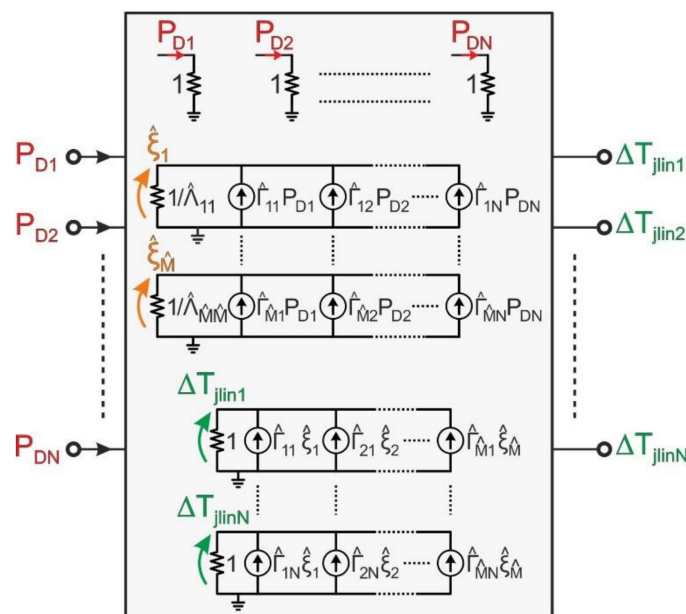 P_D1 P_D2 P_DN
1 1 1
P_D1 ξ̂_1 ΔT_jlin1
1/Λ̂_11 Γ̂_11 P_D1 Γ̂_12 P_D2 Γ̂_1N P_DN
P_D2 ΔT_jlin2
ξ̂_M̂
1/Λ̂_M̂M̂ Γ̂_M̂1 P_D1 Γ̂_M̂2 P_D2 Γ̂_M̂N P_DN
ΔT_jlin1
P_DN 1 Γ̂_11 ξ̂_1 Γ̂_21 ξ̂_2 Γ̂_M̂1 ξ̂_M̂ ΔT_jlinN
ΔT_jlinN
1 Γ̂_1N ξ̂_1 Γ̂_2N ξ̂_2 Γ̂_M̂N ξ̂_M̂